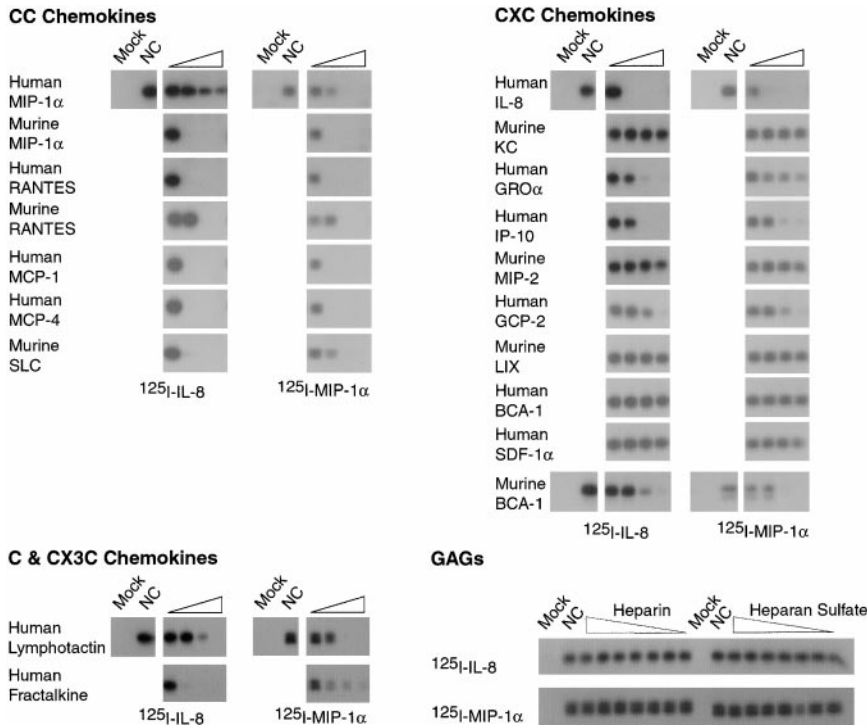 CC Chemokines
Mock
NC
Mock
NC
Human
MIP-1α
Murine
MIP-1α
Human
RANTES
Murine
RANTES
Human
MCP-1
Human
MCP-4
Murine
SLC
125I-IL-8
125I-MIP-1α
CXC Chemokines
Mock
NC
Mock
NC
Human
IL-8
Murine
KC
Human
GROα
Human
IP-10
Murine
MIP-2
Human
GCP-2
Murine
LIX
Human
BCA-1
Human
SDF-1α
Murine
BCA-1
125I-IL-8
125I-MIP-1α
C & CX3C Chemokines
Mock
NC
Mock
NC
Human
Lymphotactin
Human
Fractalkine
125I-IL-8
125I-MIP-1α
GAGs
Mock
NC
Heparin
Mock
NC
Heparan Sulfate
125I-IL-8
125I-MIP-1α